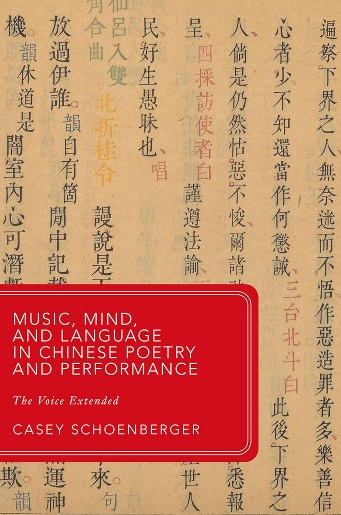 遍察下界之人無奈迷而不悟作惡造罪者多樂善信
心者少不知還當作何懲誡。三台北斗白此後下界之
人倘是仍然怙惡不悛爾諸
悉報
呈。四採訪使者白謹遵法諭
世人
民好生愚昧也。唱
仙呂入雙
角合曲
北折桂令
謾說是
來句
放過伊誰。韻自有箇閒中記
運神
機。韻休道是闇室內心可潛
欺。韻
MUSIC, MIND,
AND LANGUAGE
IN CHINESE POETRY
AND PERFORMANCE
The Voice Extended
CASEY SCHOENBERGER